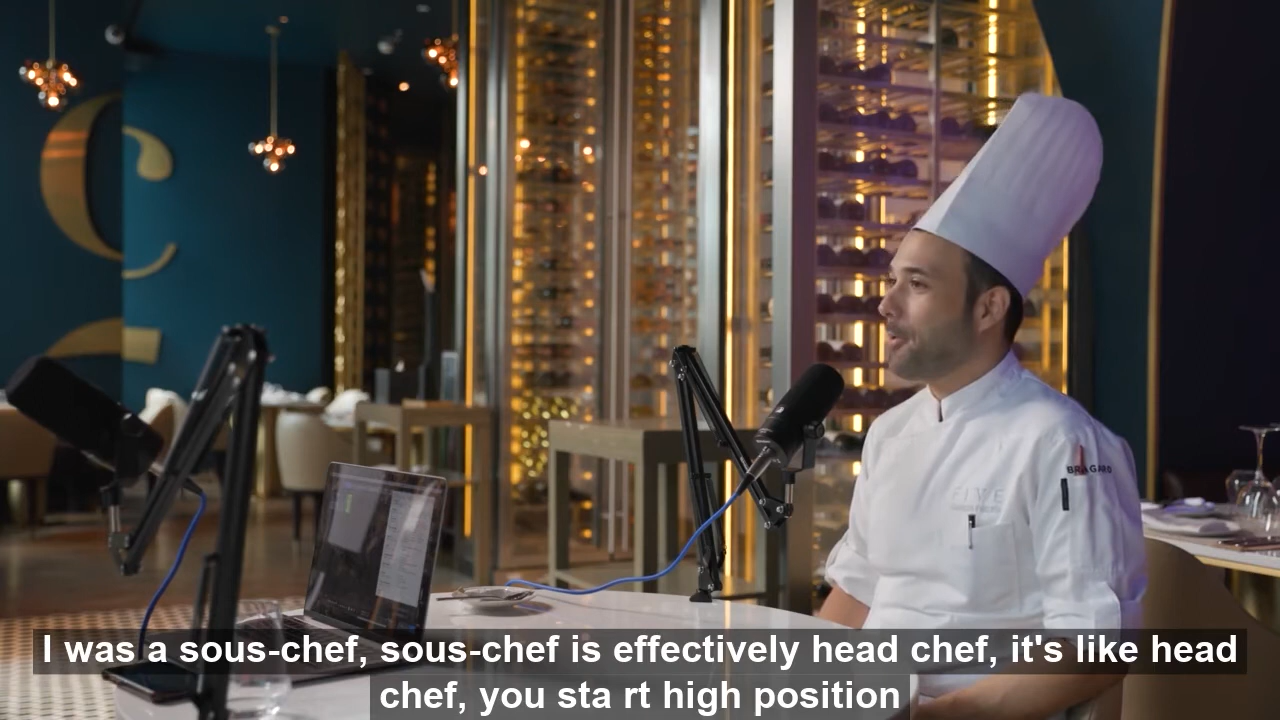 FIVE
BRAGARD
I was a sous-chef, sous-chef is effectively head chef, it's like head
chef, you sta rt high position